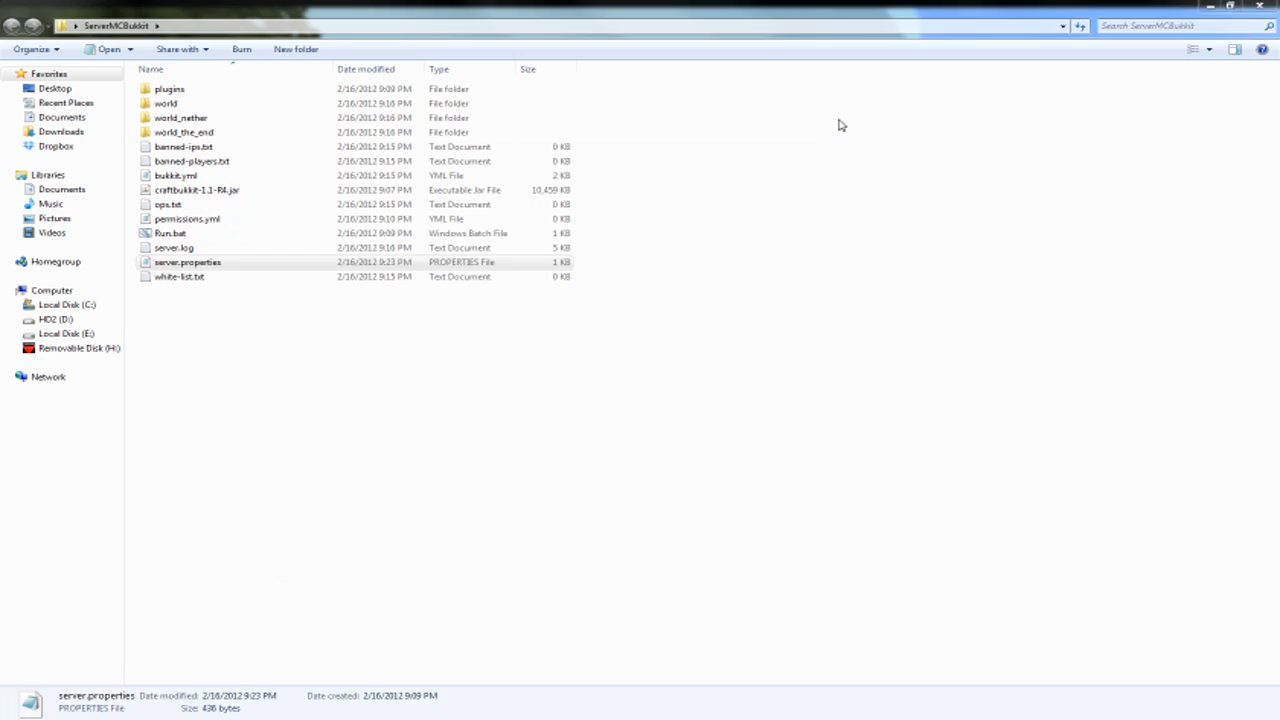 ServerMCBukkit
Search ServerMCBukkit
Organize Open Share with Burn New folder
Name Date modified Type Size
Favorites
Desktop
Recent Places
Documents
Downloads
Dropbox
Libraries
Documents
Music
Pictures
Videos
Homegroup
Computer
Local Disk (C:)
HD2 (D:)
Local Disk (E:)
Removable Disk (H:)
Network
plugins 2/16/2012 9:09 PM File folder
world 2/16/2012 9:16 PM File folder
world_nether 2/16/2012 9:16 PM File folder
world_the_end 2/16/2012 9:16 PM File folder
banned-ips.txt 2/16/2012 9:15 PM Text Document 0 KB
banned-players.txt 2/16/2012 9:15 PM Text Document 0 KB
bukkit.yml 2/16/2012 9:15 PM YML File 2 KB
craftbukkit-1.1-R4.jar 2/16/2012 9:07 PM Executable Jar File 10,459 KB
ops.txt 2/16/2012 9:15 PM Text Document 0 KB
permissions.yml 2/16/2012 9:10 PM YML File 0 KB
Run.bat 2/16/2012 9:09 PM Windows Batch File 1 KB
server.log 2/16/2012 9:16 PM Text Document 5 KB
server.properties 2/16/2012 9:23 PM PROPERTIES File 1 KB
white-list.txt 2/16/2012 9:15 PM Text Document 0 KB
server.properties Date modified: 2/16/2012 9:23 PM Date created: 2/16/2012 9:09 PM
PROPERTIES File Size: 436 bytes